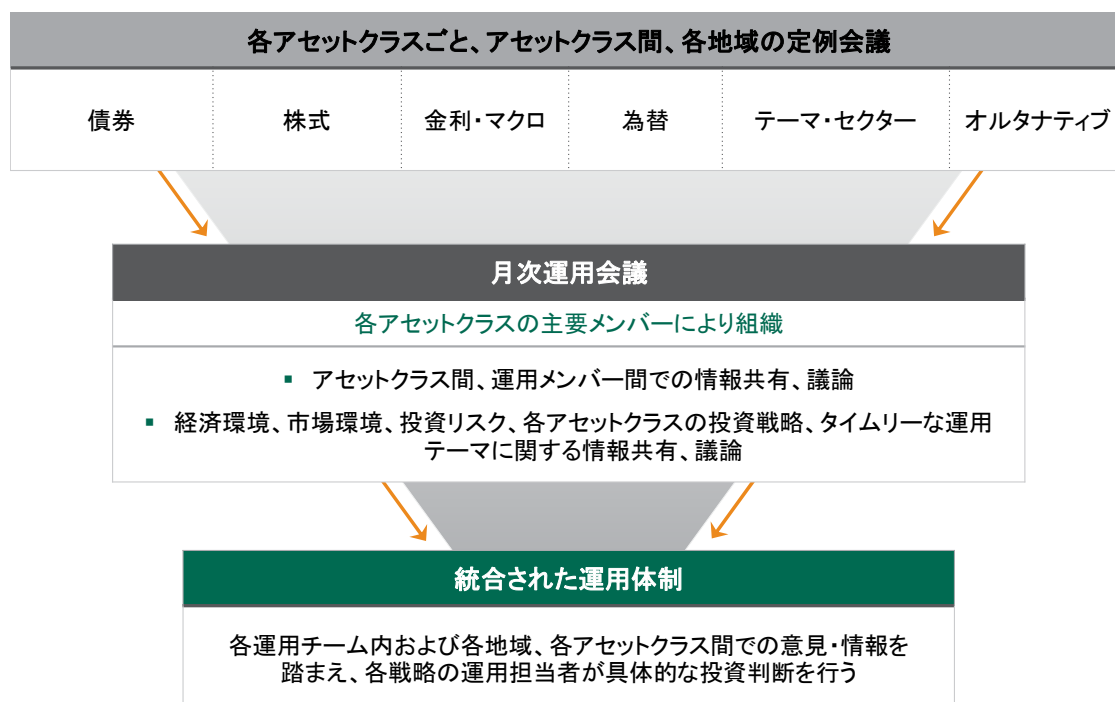 各アセットクラスごと、アセットクラス間、各地域の定例会議
債券 株式 金利・マクロ 為替 テーマ・セクター オルタナティブ
月次運用会議
各アセットクラスの主要メンバーにより組織
▪ アセットクラス間、運用メンバー間での情報共有、議論
▪ 経済環境、市場環境、投資リスク、各アセットクラスの投資戦略、タイムリーな運用
テーマに関する情報共有、議論
統合された運用体制
各運用チーム内および各地域、各アセットクラス間での意見・情報を
踏まえ、各戦略の運用担当者が具体的な投資判断を行う